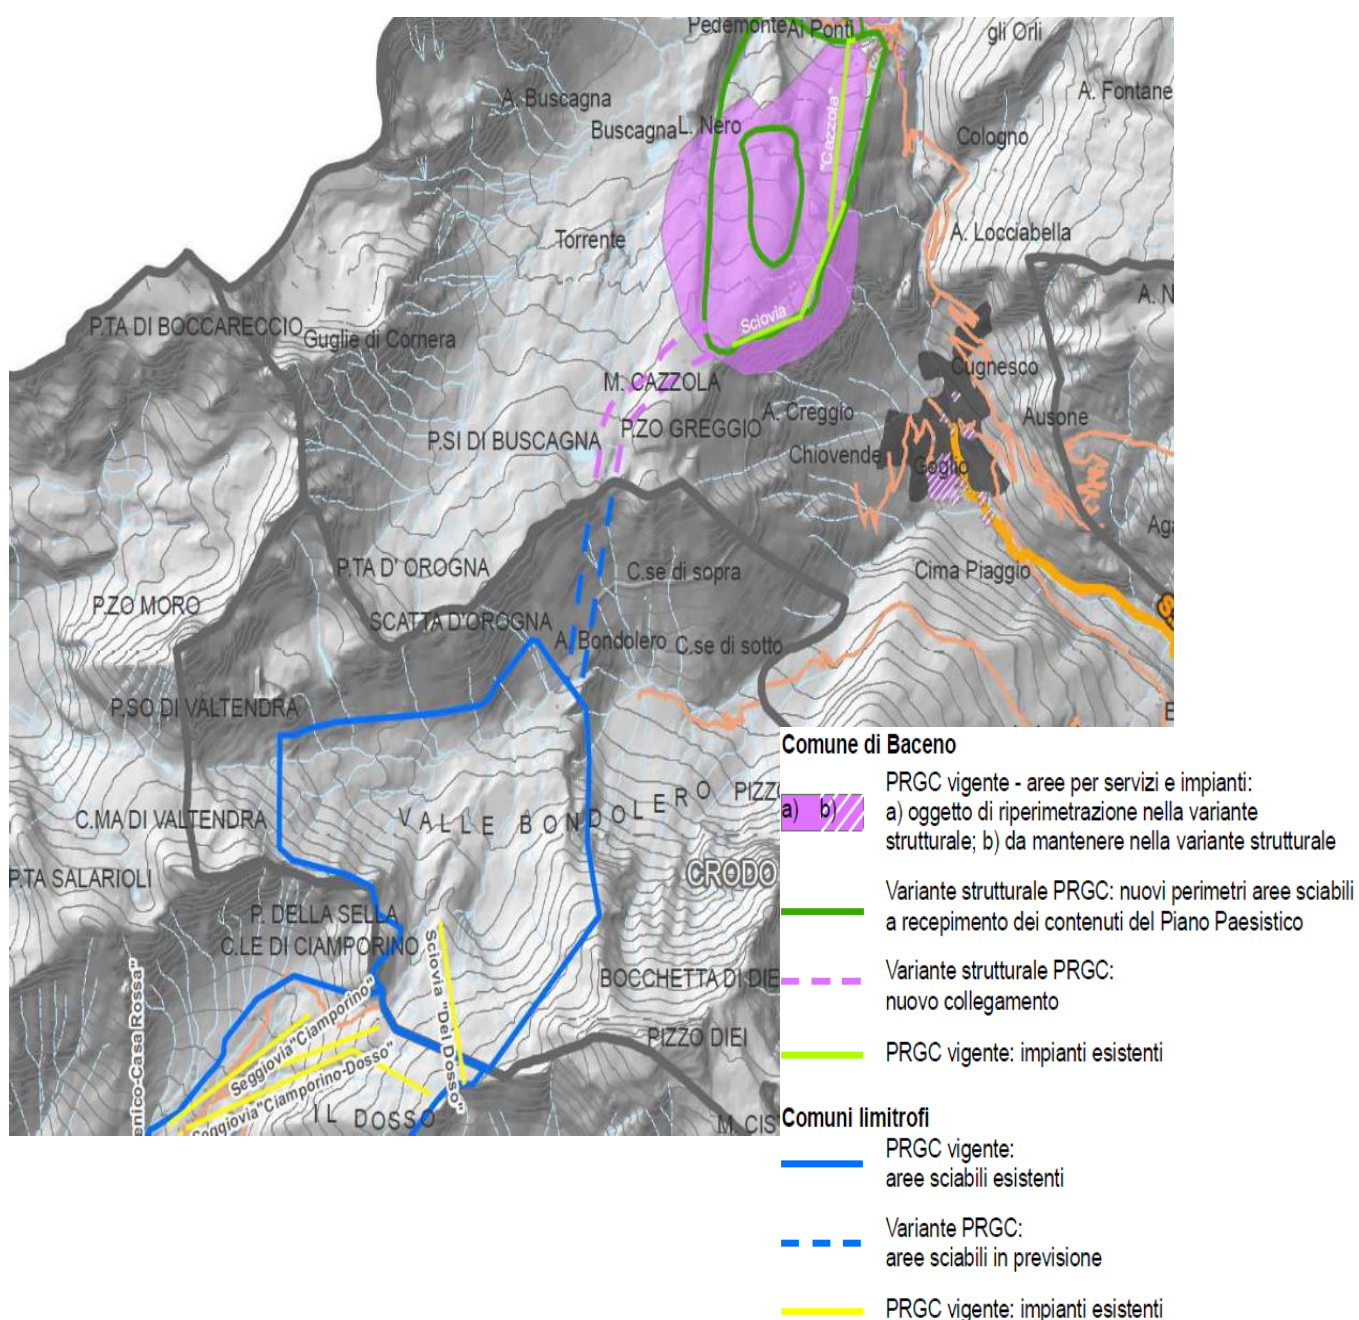 Pedemonte
Ai Ponti
gli Orli
A. Buscagna
A. Fontane
Buscagna
L. Nero
"Cazzola"
Cologno
Torrente
A. Locciabella
A. N
P.TA DI BOCCARECCIO
Guglie di Cornera
Sciovia
Cugnesco
M. CAZZOLA
A. Creggio
Ausone
P.SI DI BUSCAGNA
P.ZO GREGGIO
Chiovende
Goglio
Aga
P.TA D' OROGNA
C.se di sopra
Cima Piaggio
P.ZO MORO
SCATTA D'OROGNA
A. Bondolero
C.se di sotto
P.SO DI VALTENDRA
C.MA DI VALTENDRA
VALLE BONDOLERO
PIZZ
P.TA SALARIOLI
CRODO
P. DELLA SELLA
C.LE DI CIAMPORINO
Sciovia "Del Dosso"
BOCCHETTA DI DIE
enico-Casa Rossa"
Seggiovia"Ciamporino"
Seggiovia"Ciamporino-Dosso"
PIZZO DIEI
IL DOSSO
M. CIS
Comune di Baceno
PRGC vigente - aree per servizi e impianti:
a) b)
a) oggetto di riperimetrazione nella variante
strutturale; b) da mantenere nella variante strutturale
Variante strutturale PRGC: nuovi perimetri aree sciabili
a recepimento dei contenuti del Piano Paesistico
Variante strutturale PRGC:
nuovo collegamento
PRGC vigente: impianti esistenti
Comuni limitrofi
PRGC vigente:
aree sciabili esistenti
Variante PRGC:
aree sciabili in previsione
PRGC vigente: impianti esistenti